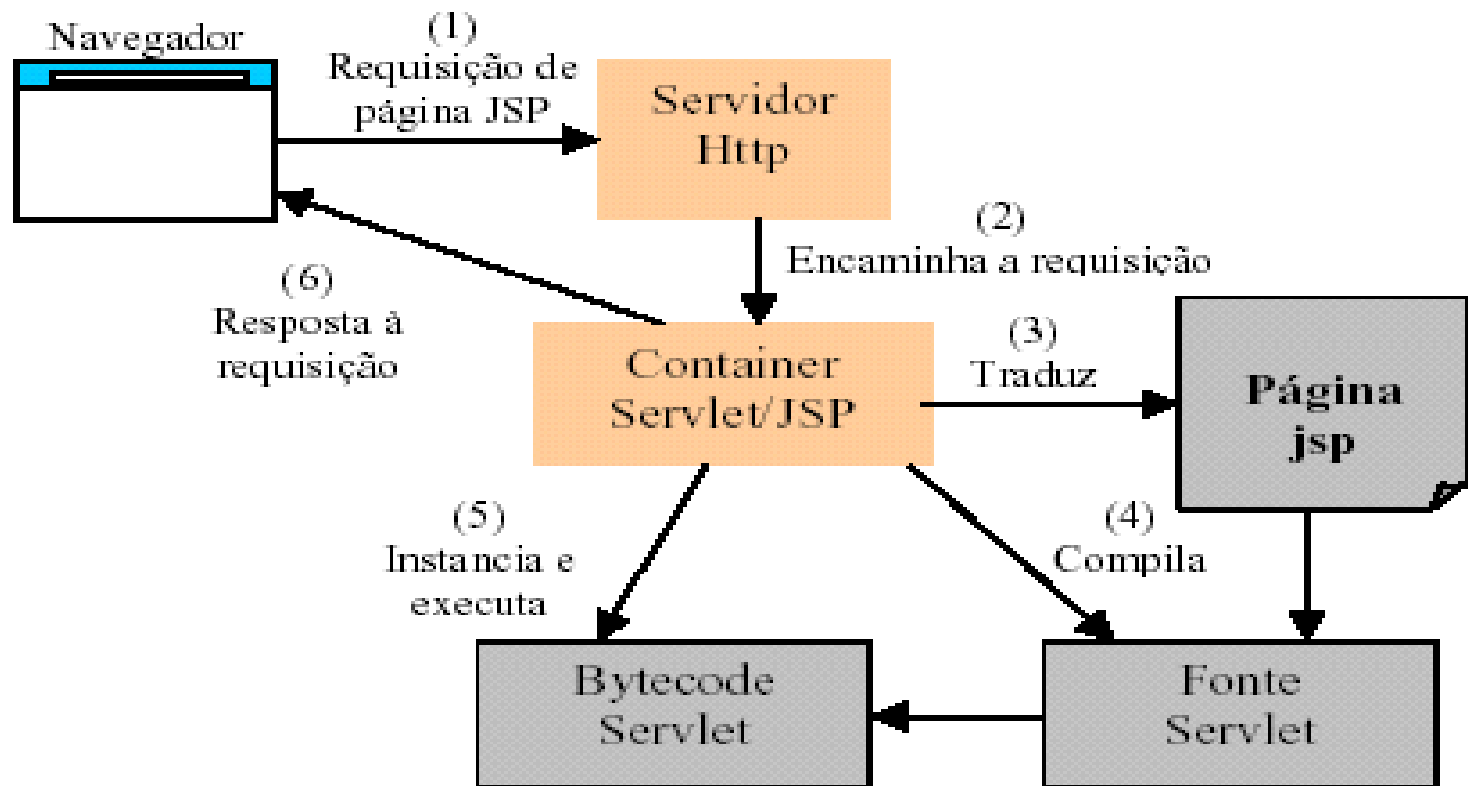 Navegador
(1)
Requisição de
página JSP
Servidor
Http
(2)
Encaminha a requisição
(6)
Resposta à
requisição
Container
Servlet/JSP
(3)
Traduz
Página
jsp
(5)
Instancia e
executa
(4)
Compila
Bytecode
Servlet
Fonte
Servlet